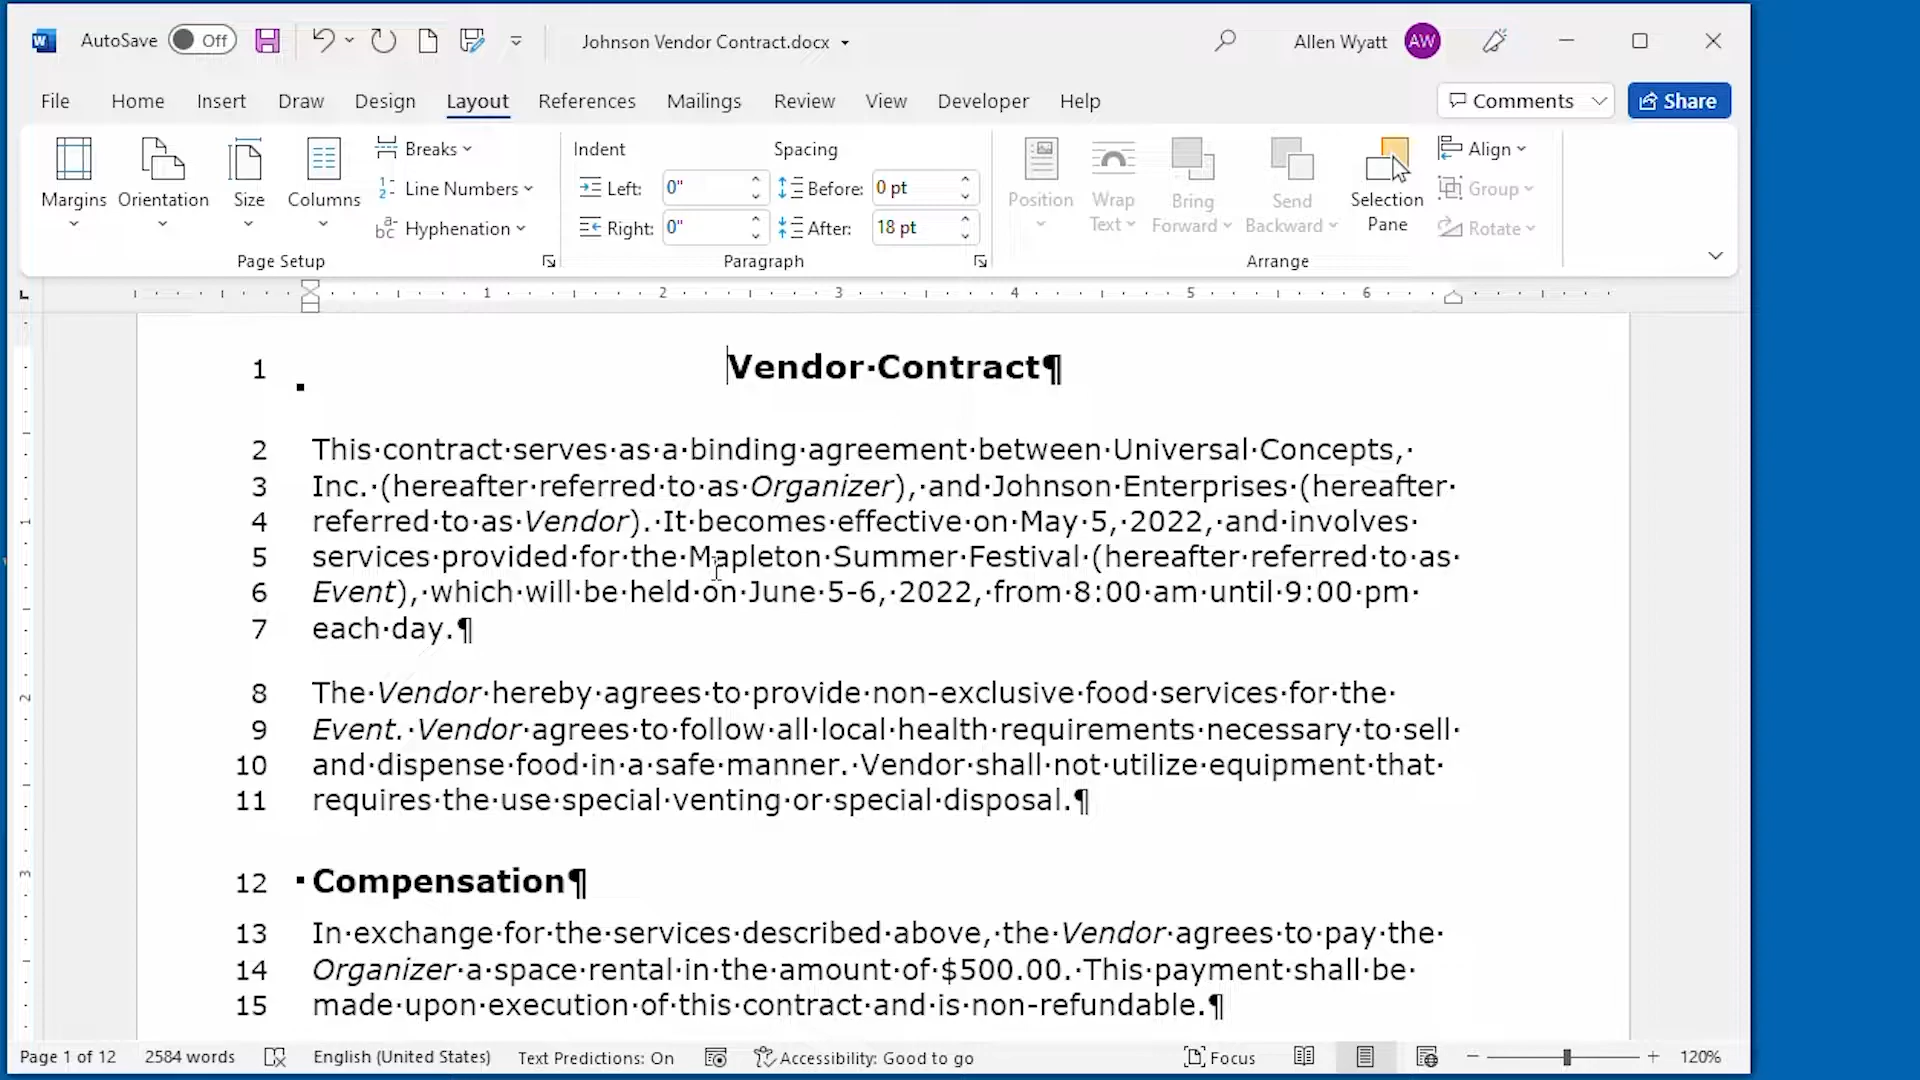 AutoSave Off Johnson Vendor Contract.docx Allen Wyatt AW
File Home Insert Draw Design Layout References Mailings Review View Developer Help Comments Share
Margins Orientation Size Columns
Breaks
Line Numbers
Hyphenation
Page Setup
Indent
Left: 0"
Right: 0"
Spacing
Before: 0 pt
After: 18 pt
Paragraph
Position
Wrap Text
Bring Forward
Send Backward
Selection Pane
Align
Group
Rotate
Arrange
1 2 3 4 5 6
1 Vendor·Contract¶
2 This·contract·serves·as·a·binding·agreement·between·Universal·Concepts,·
3 Inc.·(hereafter·referred·to·as·Organizer),·and·Johnson·Enterprises·(hereafter·
4 referred·to·as·Vendor).·It·becomes·effective·on·May·5,·2022,·and·involves·
5 services·provided·for·the·Mapleton·Summer·Festival·(hereafter·referred·to·as·
6 Event),·which·will·be·held·on·June·5-6,·2022,·from·8:00·am·until·9:00·pm·
7 each·day.¶
8 The·Vendor·hereby·agrees·to·provide·non-exclusive·food·services·for·the·
9 Event.·Vendor·agrees·to·follow·all·local·health·requirements·necessary·to·sell·
10 and·dispense·food·in·a·safe·manner.·Vendor·shall·not·utilize·equipment·that·
11 requires·the·use·special·venting·or·special·disposal.¶
12 Compensation¶
13 In·exchange·for·the·services·described·above,·the·Vendor·agrees·to·pay·the·
14 Organizer·a·space·rental·in·the·amount·of·$500.00.·This·payment·shall·be·
15 made·upon·execution·of·this·contract·and·is·non-refundable.¶
1
2
3
Page 1 of 12 2584 words English (United States) Text Predictions: On Accessibility: Good to go Focus 120%